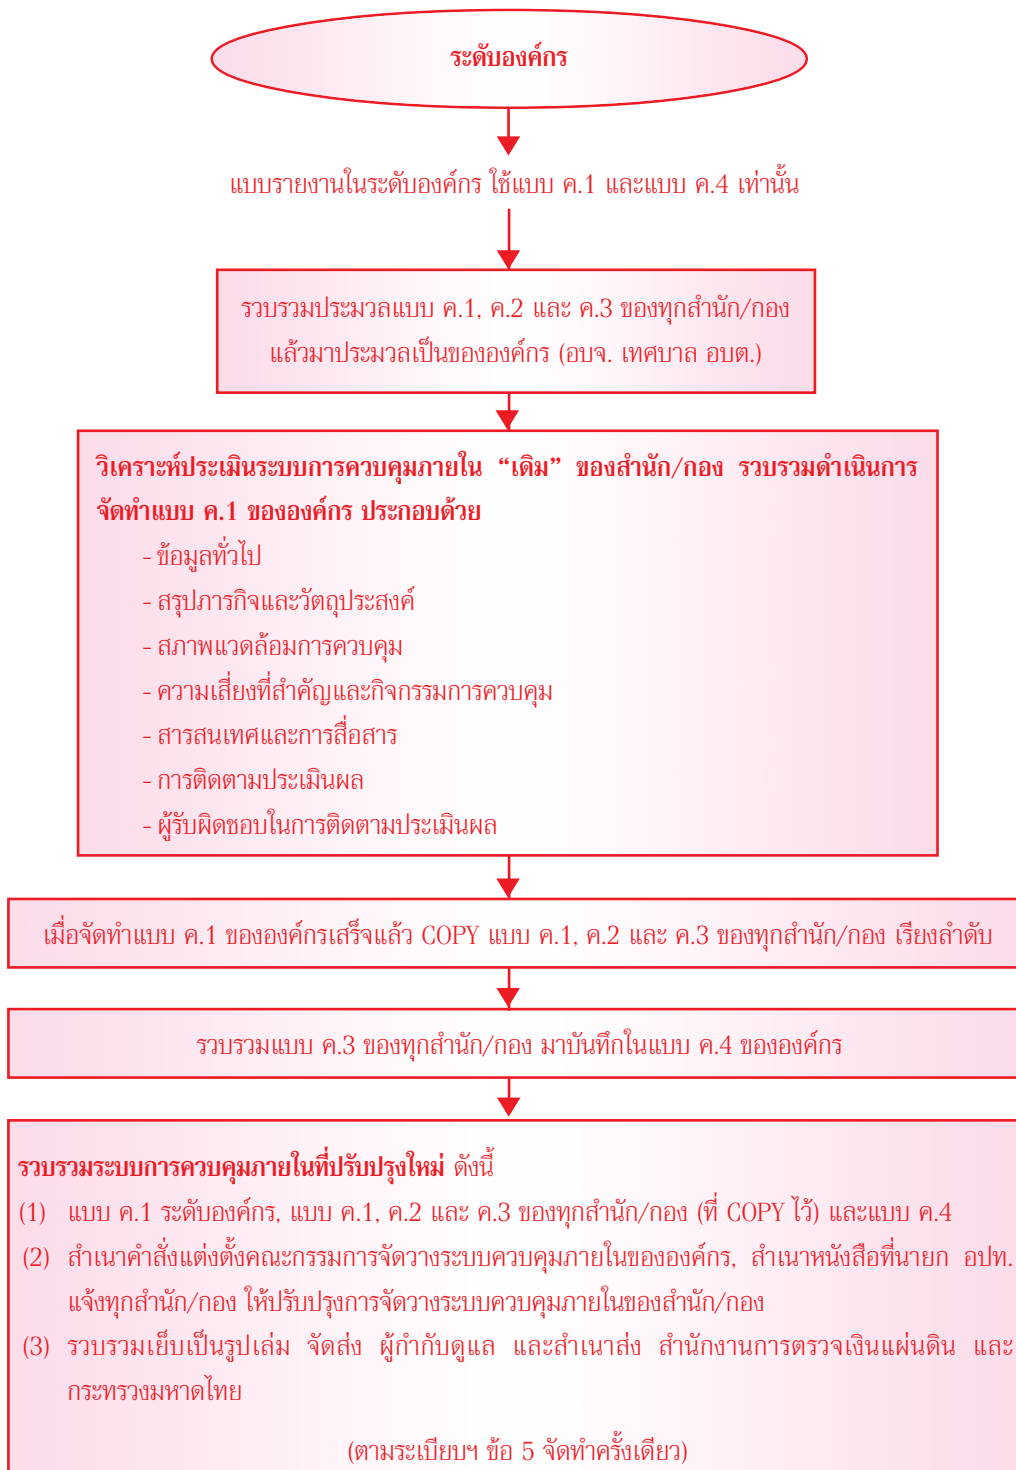 ระดับองค์กร
แบบรายงานในระดับองค์กร ใช้แบบ ค.1 และแบบ ค.4 เท่านั้น
รวบรวมประมวลแบบ ค.1, ค.2 และ ค.3 ของทุกสำนัก/กอง
แล้วมาประมวลเป็นขององค์กร (อบจ. เทศบาล อบต.)
วิเคราะห์ประเมินระบบการควบคุมภายใน “เดิม” ของสำนัก/กอง รวบรวมดำเนินการ
จัดทำแบบ ค.1 ขององค์กร ประกอบด้วย
- ข้อมูลทั่วไป
- สรุปภารกิจและวัตถุประสงค์
- สภาพแวดล้อมการควบคุม
- ความเสี่ยงที่สำคัญและกิจกรรมการควบคุม
- สารสนเทศและการสื่อสาร
- การติดตามประเมินผล
- ผู้รับผิดชอบในการติดตามประเมินผล
เมื่อจัดทำแบบ ค.1 ขององค์กรเสร็จแล้ว COPY แบบ ค.1, ค.2 และ ค.3 ของทุกสำนัก/กอง เรียงลำดับ
รวบรวมแบบ ค.3 ของทุกสำนัก/กอง มาบันทึกในแบบ ค.4 ขององค์กร
รวบรวมระบบการควบคุมภายในที่ปรับปรุงใหม่ ดังนี้
(1) แบบ ค.1 ระดับองค์กร, แบบ ค.1, ค.2 และ ค.3 ของทุกสำนัก/กอง (ที่ COPY ไว้) และแบบ ค.4
(2) สำเนาคำสั่งแต่งตั้งคณะกรรมการจัดวางระบบควบคุมภายในขององค์กร, สำเนาหนังสือที่นายก อปท.
แจ้งทุกสำนัก/กอง ให้ปรับปรุงการจัดวางระบบควบคุมภายในของสำนัก/กอง
(3) รวบรวมเย็บเป็นรูปเล่ม จัดส่ง ผู้กำกับดูแล และสำเนาส่ง สำนักงานการตรวจเงินแผ่นดิน และ
กระทรวงมหาดไทย
(ตามระเบียบฯ ข้อ 5 จัดทำครั้งเดียว)